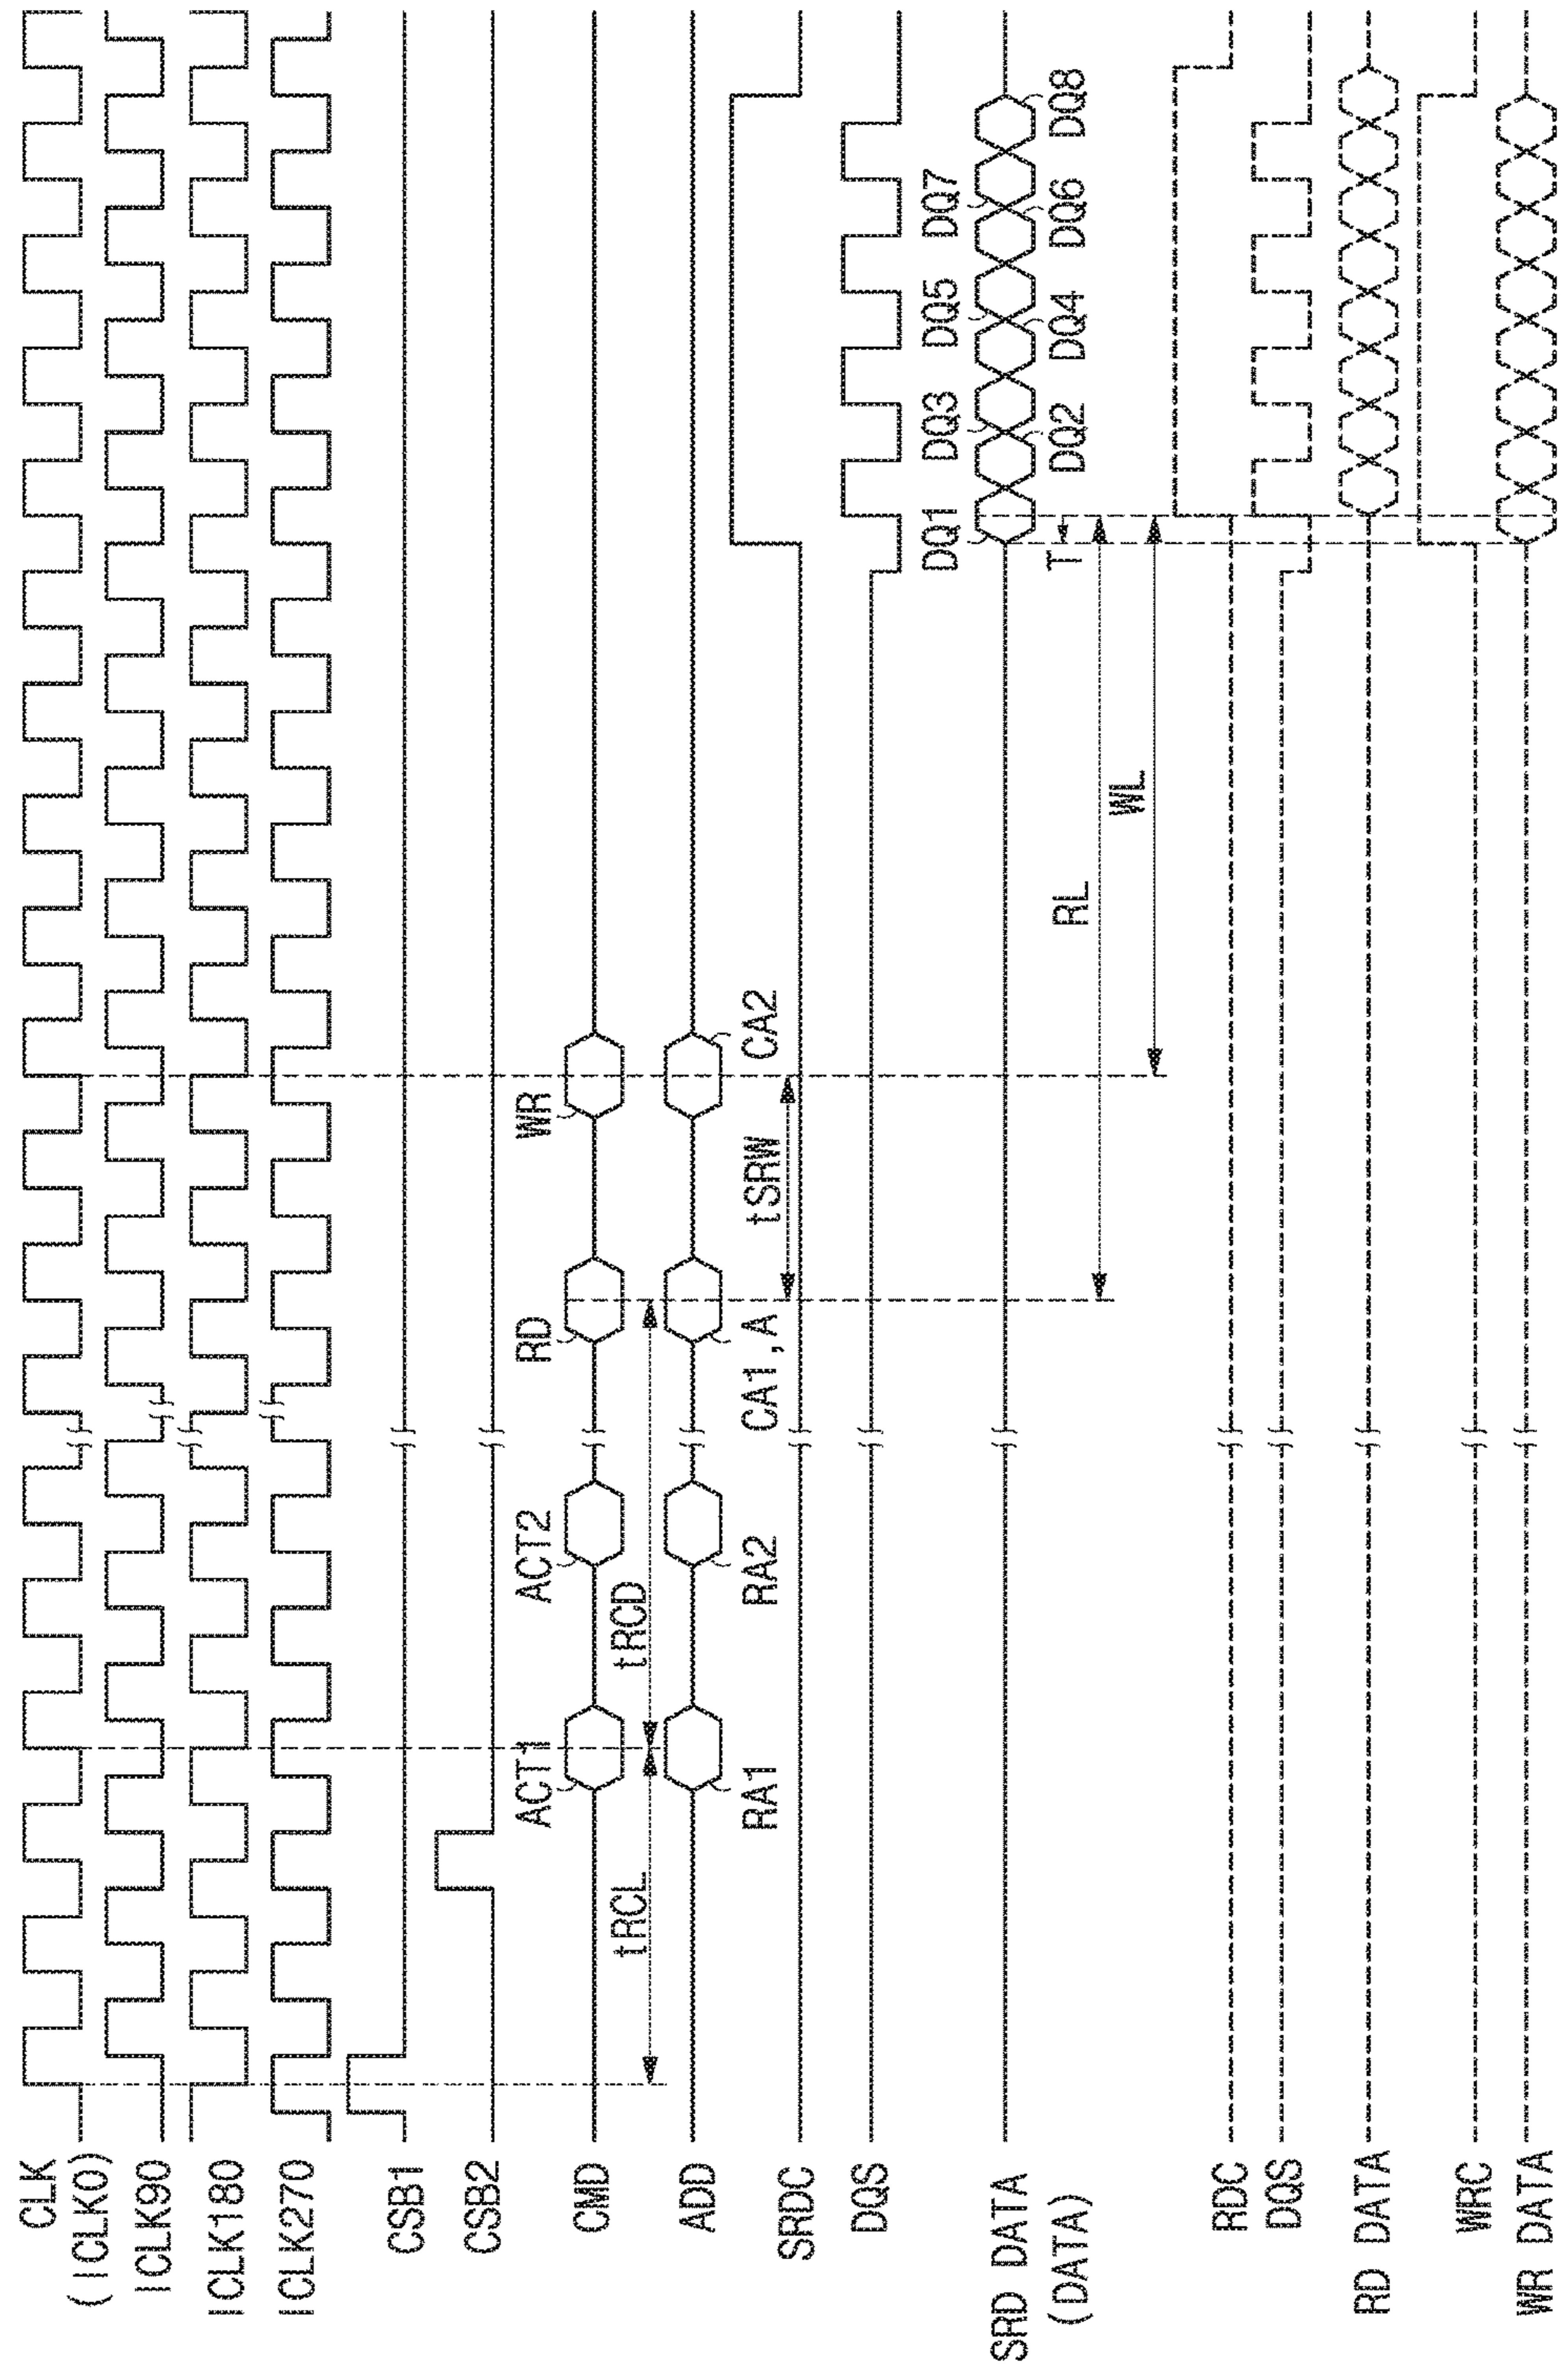 CLK
(ICLK0)
ICLK90
ICLK180
ICLK270
CSB1
CSB2
CMD
ACT1
ACT2
RD
WR
tRCL
tRCD
ADD
RA1
RA2
CA1,A
CA2
tSRW
SRDC
DQS
DQ1
DQ3
DQ5
DQ7
SRD DATA
(DATA)
DQ2
DQ4
DQ6
DQ8
T
RL
WL
RDC
DQS
RD DATA
WRC
WR DATA